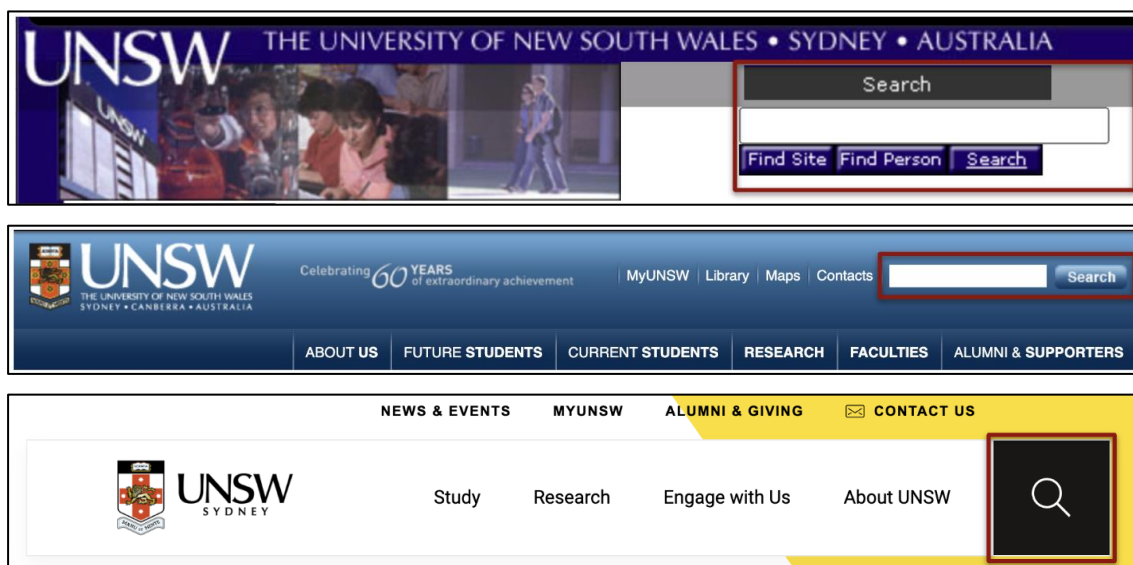 UNSW THE UNIVERSITY OF NEW SOUTH WALES • SYDNEY • AUSTRALIA
UNSW
Search
Find Site Find Person Search
UNSW
THE UNIVERSITY OF NEW SOUTH WALES
SYDNEY • CANBERRA • AUSTRALIA
Celebrating 60 YEARS
of extraordinary achievement
MyUNSW Library Maps Contacts Search
ABOUT US FUTURE STUDENTS CURRENT STUDENTS RESEARCH FACULTIES ALUMNI & SUPPORTERS
NEWS & EVENTS MYUNSW ALUMNI & GIVING CONTACT US
UNSW
SYDNEY
Study Research Engage with Us About UNSW